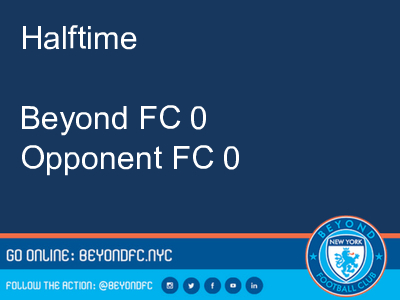 Halftime
Beyond FC 0
Opponent FC 0
GO ONLINE: BEYONDFC.NYC
FOLLOW THE ACTION: @BEYONDFC
BEYOND
NEW YORK
FOOTBALL CLUB